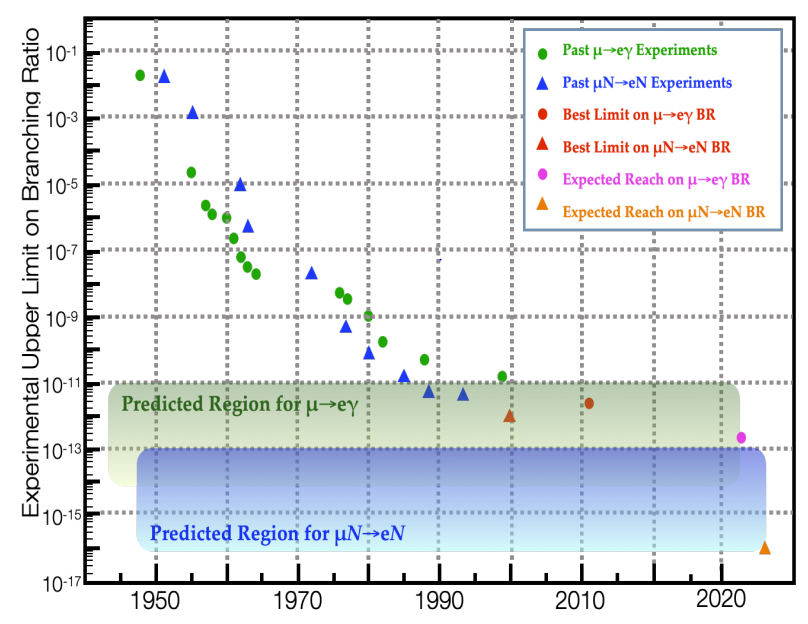 Experimental Upper Limit on Branching Ratio
10-1
10-3
10-5
10-7
10-9
10-11
10-13
10-15
10-17
Past μ→eγ Experiments
Past μN→eN Experiments
Best Limit on μ→eγ BR
Best Limit on μN→eN BR
Expected Reach on μ→eγ BR
Expected Reach on μN→eN BR
Predicted Region for μ→eγ
Predicted Region for μN→eN
1950 1970 1990 2010 2020